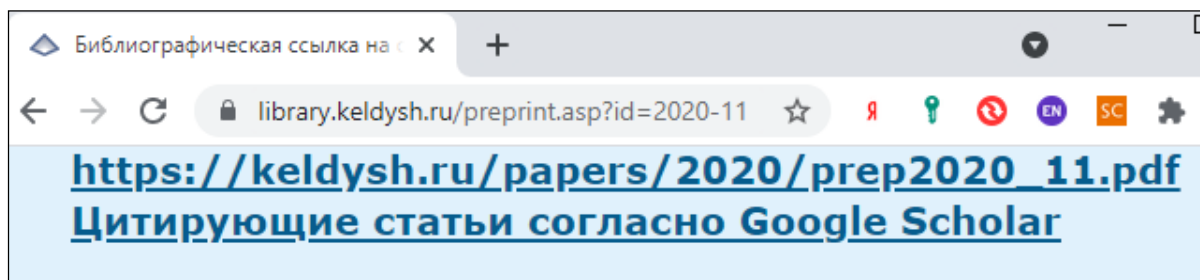 Библиографическая ссылка на
library.keldysh.ru/preprint.asp?id=2020-11
Я
EN
SC
https://keldysh.ru/papers/2020/prep2020_11.pdf
Цитирующие статьи согласно Google Scholar